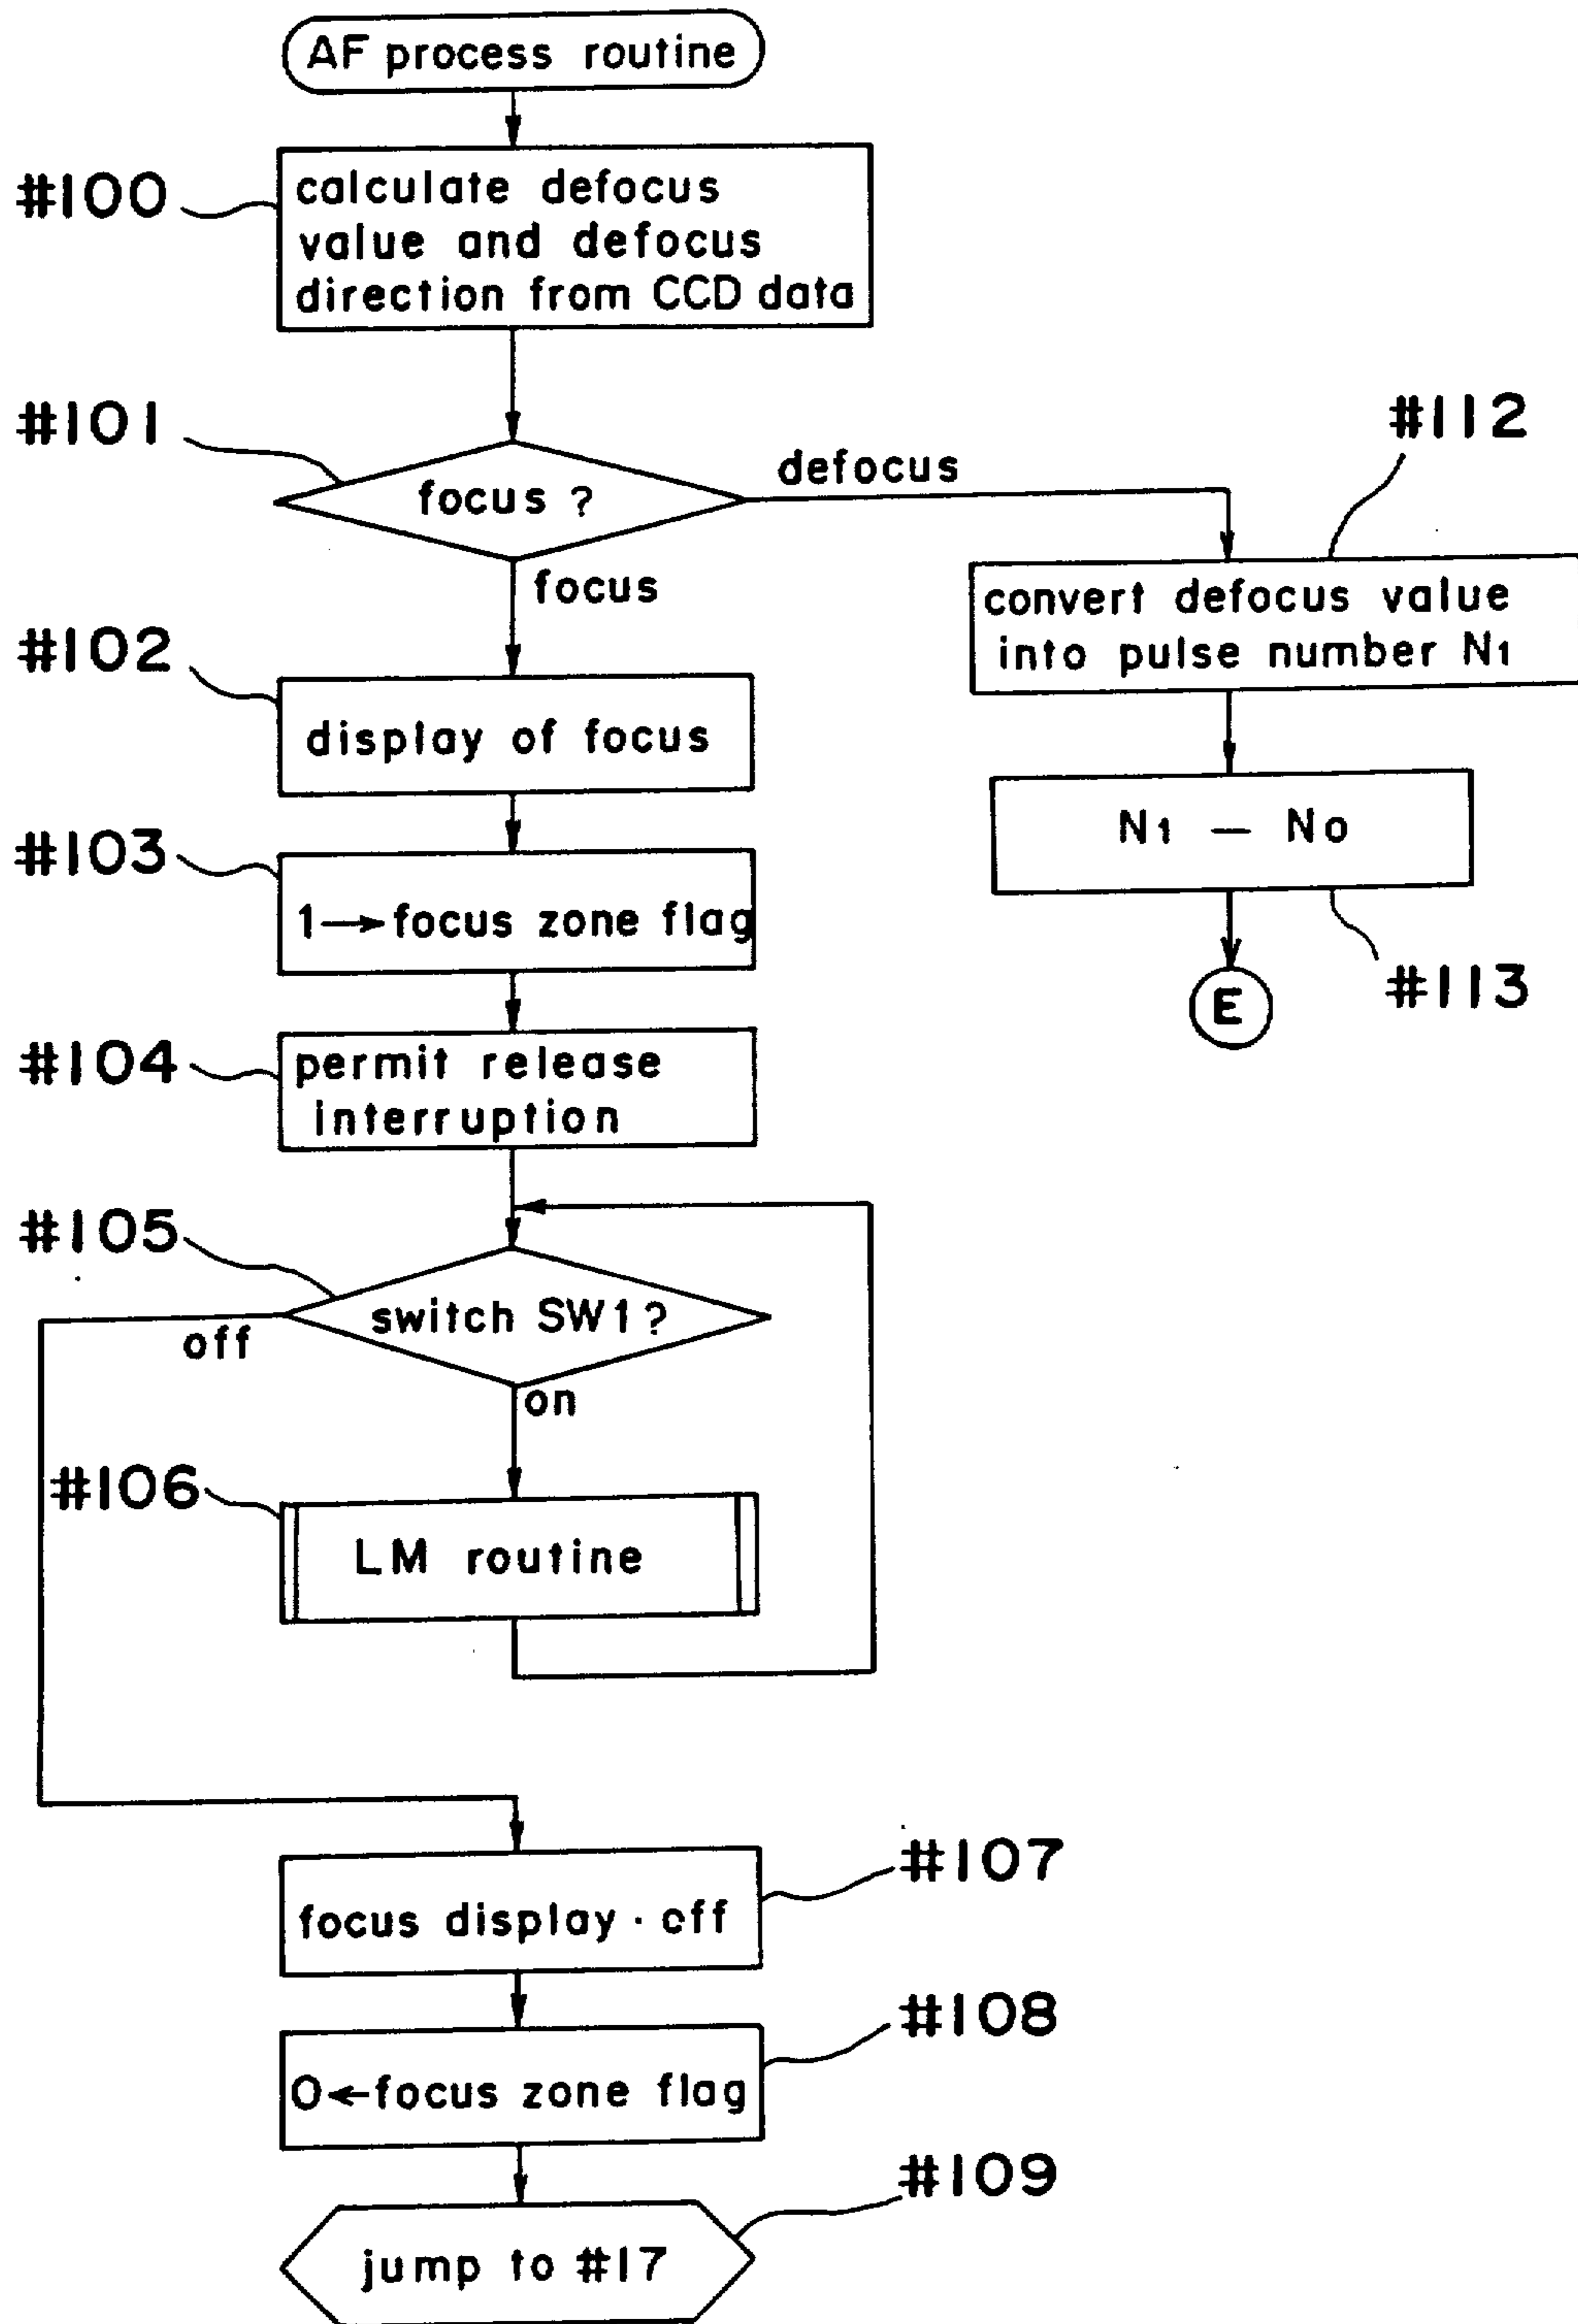 AF process routine
#100
calculate defocus
value and defocus
direction from CCD data
#101
focus ?
defocus
focus
#112
convert defocus value
into pulse number N1
#102
display of focus
N1 — No
#113
E
#103
1→focus zone flag
#104
permit release
interruption
#105
switch SW1?
off
on
#106
LM routine
#107
focus display · off
#108
0←focus zone flag
#109
jump to #17